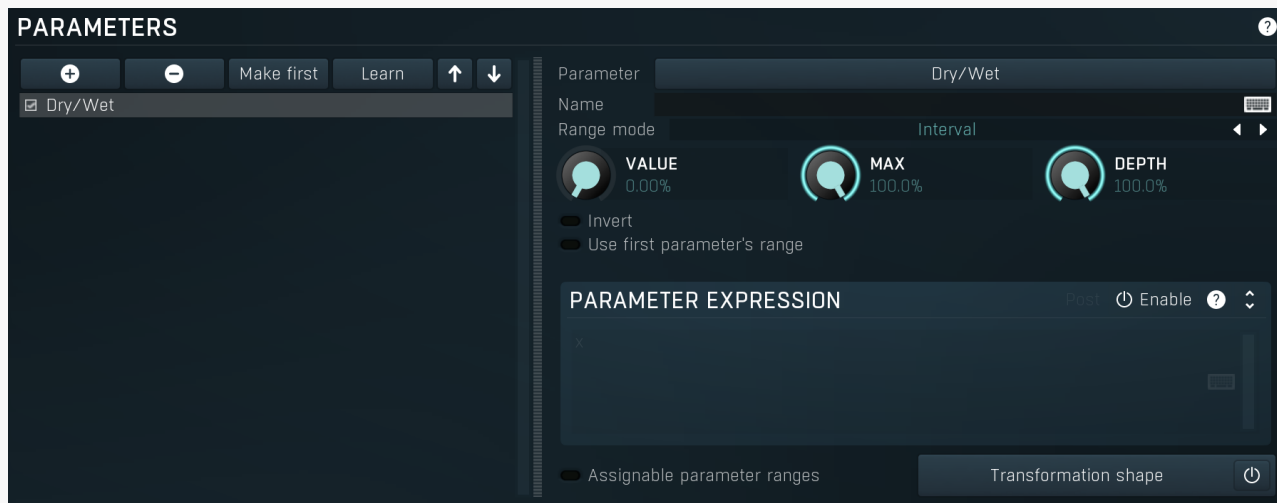 PARAMETERS
?
Make first Learn
Dry/Wet
Parameter Dry/Wet
Name
Range mode Interval
VALUE MAX DEPTH
0.00% 100.0% 100.0%
Invert
Use first parameter's range
PARAMETER EXPRESSION Post Enable ?
x
Assignable parameter ranges Transformation shape